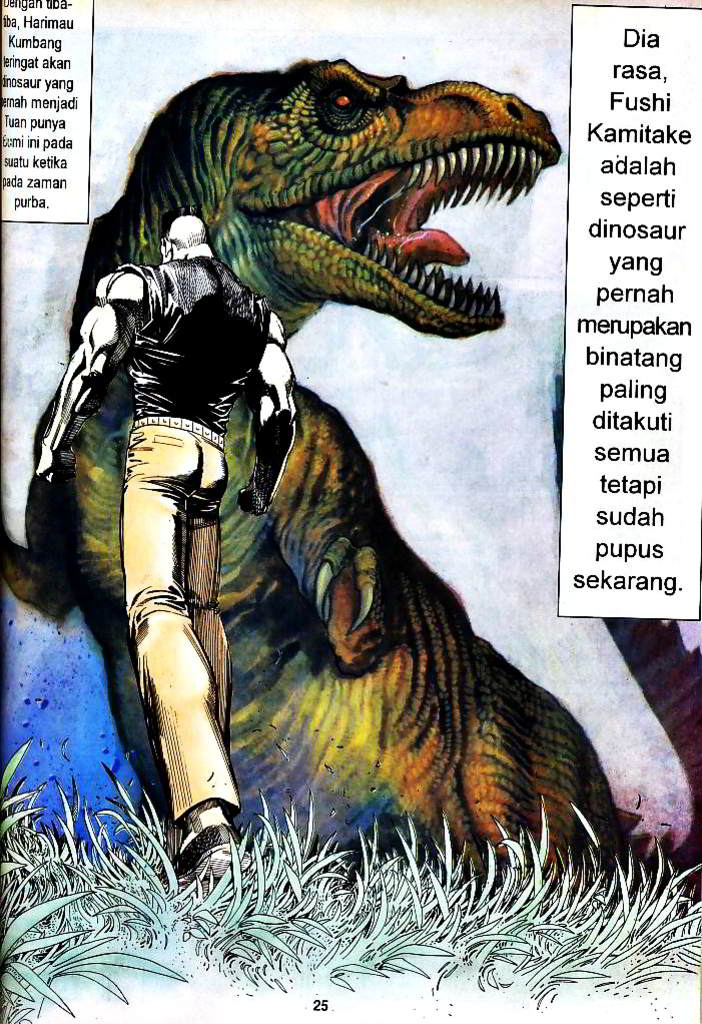 Dengan tiba-
tiba, Harimau
Kumbang
teringat akan
dinosaur yang
pernah menjadi
Tuan punya
Bumi ini pada
suatu ketika
pada zaman
purba.
Dia
rasa,
Fushi
Kamitake
adalah
seperti
dinosaur
yang
pernah
merupakan
binatang
paling
ditakuti
semua
tetapi
sudah
pupus
sekarang.
25